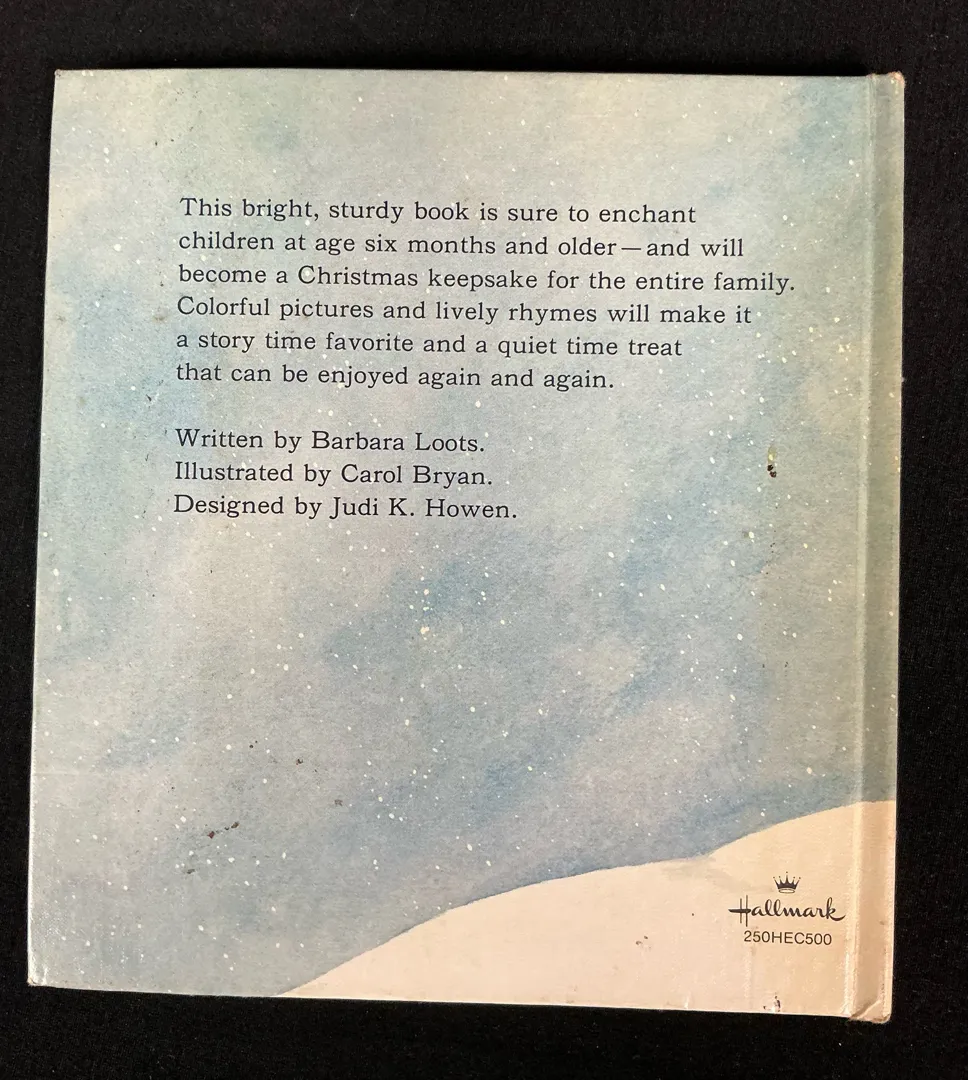 This bright, sturdy book is sure to enchant
children at age six months and older—and will
become a Christmas keepsake for the entire family.
Colorful pictures and lively rhymes will make it
a story time favorite and a quiet time treat
that can be enjoyed again and again.
Written by Barbara Loots.
Illustrated by Carol Bryan.
Designed by Judi K. Howen.
Hallmark
250HEC500